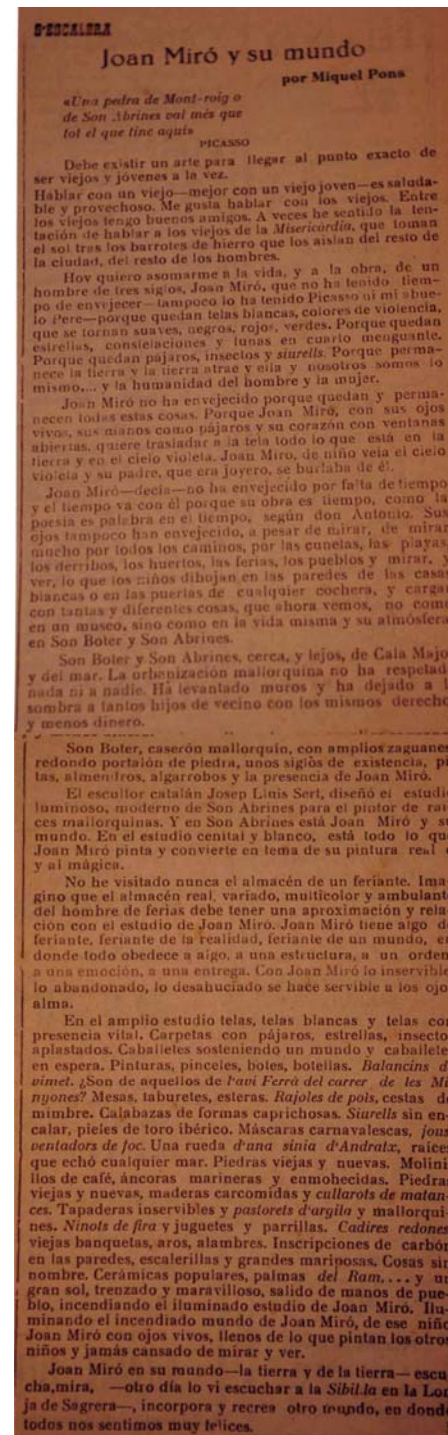 S'ESCALERA
Joan Miró y su mundo
por Miquel Pons
«Una pedra de Mont-roig o
de Son Abrines val més que
tot el que tinc aquí»
PICASSO
Debe existir un arte para llegar al punto exacto de
ser viejos y jóvenes a la vez.
Hablar con un viejo—mejor con un viejo joven—es saluda-
ble y provechoso. Me gusta hablar con los viejos. Entre
los viejos tengo buenos amigos. A veces he sentido la ten-
tación de hablar a los viejos de la Misericordia, que toman
el sol tras los barrotes de hierro que los aislan del resto de
la ciudad, del resto de los hombres.
Hoy quiero asomarme a la vida, y a la obra, de un
hombre de tres siglos, Joan Miró, que no ha tenido tiem-
po de envejecer—tampoco lo ha tenido Picasso ni mi abue-
lo Pere—porque quedan telas blancas, colores de violencia,
que se tornan suaves, negros, rojos, verdes. Porque quedan
estrellas, constelaciones y lunas en cuarto menguante.
Porque quedan pájaros, insectos y siurells. Porque perma-
nece la tierra y la tierra atrae y ella y nosotros somos lo
mismo,... y la humanidad del hombre y la mujer.
Joan Miró no ha envejecido porque quedan y perma-
necen todas estas cosas. Porque Joan Miró, con sus ojos
vivos, sus manos como pájaros y su corazón con ventanas
abiertas, quiere trasladar a la tela todo lo que está en la
tierra y en el cielo violeta. Joan Miro, de niño veía el cielo
violeta y su padre, que era joyero, se burlaba de él.
Joan Miró—decía—no ha envejecido por falta de tiempo
y el tiempo va con él porque su obra es tiempo, como la
poesía es palabra en el tiempo, según don Antonio. Sus
ojos tampoco han envejecido, a pesar de mirar, de mirar
mucho por todos los caminos, por las cunetas, las playas,
los derribos, los huertos, las ferias, los pueblos y mirar, y
ver, lo que los niños dibojan en las paredes de las casas
blancas o en las puertas de cualquier cochera, y cargar
con tantas y diferentes cosas, que ahora vemos, no como
en un museo, sino como en la vida misma y su atmósfera
en Son Boter y Son Abrines.
Son Boter y Son Abrines, cerca, y lejos, de Cala Majo
y del mar. La urbanización mallorquina no ha respetad
nada ni a nadie. Ha levantado muros y ha dejado a l
sombra a tantos hijos de vecino con los mismos derecho
y menos dinero.
Son Boter, caserón mallorquín, con amplios zaguanes
redondo portalón de piedra, unos siglos de existencia, pi
tas, almendros, algarrobos y la presencia de Joan Miró.
El escultor catalán Josep Lluis Sert, diseñó el estudio
luminoso, moderno de Son Abrines para el pintor de raí
ces mallorquinas. Y en Son Abrines está Joan Miró y su
mundo. En el estudio cenital y blanco, está todo lo que
Joan Miró pinta y convierte en tema de su pintura real
y al mágica.
No he visitado nunca el almacén de un feriante. Ima
gino que el almacén real, variado, multicolor y ambulante
del hombre de ferias debe tener una aproximación y rela
ción con el estudio de Joan Miró. Joan Miró tiene algo de
feriante, feriante de la realidad, feriante de un mundo, en
donde todo obedece a algo, a una estructura, a un orden
a una emoción, a una entrega. Con Joan Miró lo inservible
lo abandonado, lo desahuciado se hace servible a los ojo
alma.
En el amplio estudio telas, telas blancas y telas con
presencia vital. Carpetas con pájaros, estrellas, insecto
aplastados. Caballetes sosteniendo un mundo y caballete
en espera. Pinturas, pinceles, botes, botellas. Balancins d
vimet. ¿Son de aquellos de l'avi Ferrà del carrer de les Mi
nyones? Mesas, taburetes, esteras. Rajoles de pols, cestas de
mimbre. Calabazas de formas caprichosas. Siurells sin en-
calar, pieles de toro ibérico. Máscaras carnavalescas, jous
ventadors de foc. Una rueda d'una sinia d'Andratx, raíces
que echó cualquier mar. Piedras viejas y nuevas. Molini
llos de café, áncoras marineras y enmohecidas. Piedras
viejas y nuevas, maderas carcomidas y cullarots de matan-
ces. Tapaderas inservibles y pastorets d'argila y mallorqui-
nes. Ninots de fira y juguetes y parrillas. Cadires redones,
viejas banquetas, aros, alambres. Inscripciones de carbón
en las paredes, escalerillas y grandes mariposas. Cosas sin
nombre. Cerámicas populares, palmas del Ram.... y un
gran sol, trenzado y maravilloso, salido de manos de pue-
blo, incendiando el iluminado estudio de Joan Miró. Ilu-
minando el incendiado mundo de Joan Miró, de ese niño
Joan Miró con ojos vivos, llenos de lo que pintan los otros
niños y jamás cansado de mirar y ver.
Joan Miró en su mundo—la tierra y de la tierra— escu
cha,mira, —otro día lo vi escuchar a la Sibil.la en la Lon
ja de Sagrera—, incorpora y recrea otro mundo, en donde
todos nos sentimos muy felices.